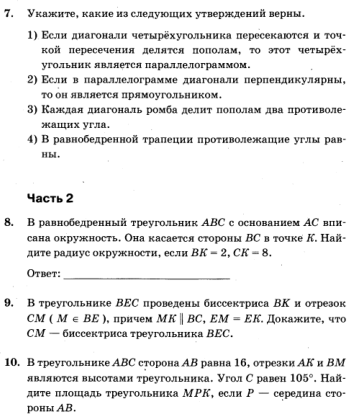 7. Укажите, какие из следующих утверждений верны.
1) Если диагонали четырёхугольника пересекаются и точ-
кой пересечения делятся пополам, то этот четырёх-
угольник является параллелограммом.
2) Если в параллелограмме диагонали перпендикулярны,
то он является прямоугольником.
3) Каждая диагональ ромба делит пополам два противоле-
жащих угла.
4) В равнобедренной трапеции противолежащие углы рав-
ны.
Часть 2
8. В равнобедренный треугольник ABC с основанием AC впи-
сана окружность. Она касается стороны BC в точке K. Най-
дите радиус окружности, если BK = 2, CK = 8.
Ответ:
9. В треугольнике BEC проведены биссектриса BK и отрезок
CM ( M ∈ BE ), причем MK ∥ BC, EM = EK. Докажите, что
CM — биссектриса треугольника BEC.
10. В треугольнике ABC сторона AB равна 16, отрезки AK и BM
являются высотами треугольника. Угол C равен 105°. Най-
дите площадь треугольника MPK, если P — середина сто-
роны AB.